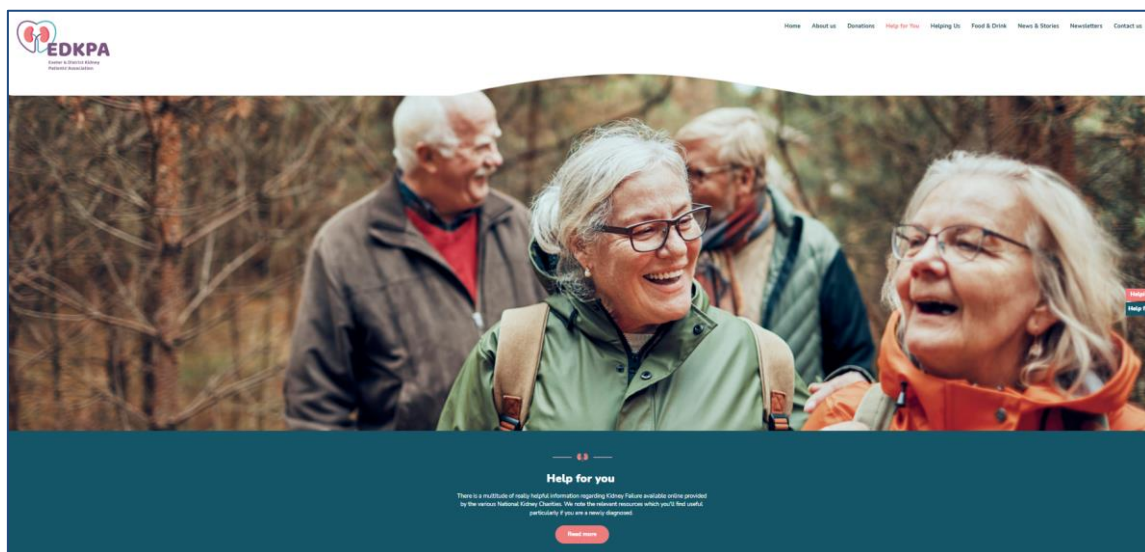 EDKPA
Exeter & District Kidney
Patients Association
Home About us Donations Help for You Helping Us Food & Drink News & Stories Newsletters Contact us
Help
Help f
Help for you
There is a multitude of really helpful information regarding Kidney Failure available online provided
by the various National Kidney Charities. We note the relevant resources which you'll find useful
particularly if you are a newly diagnosed.
Read more